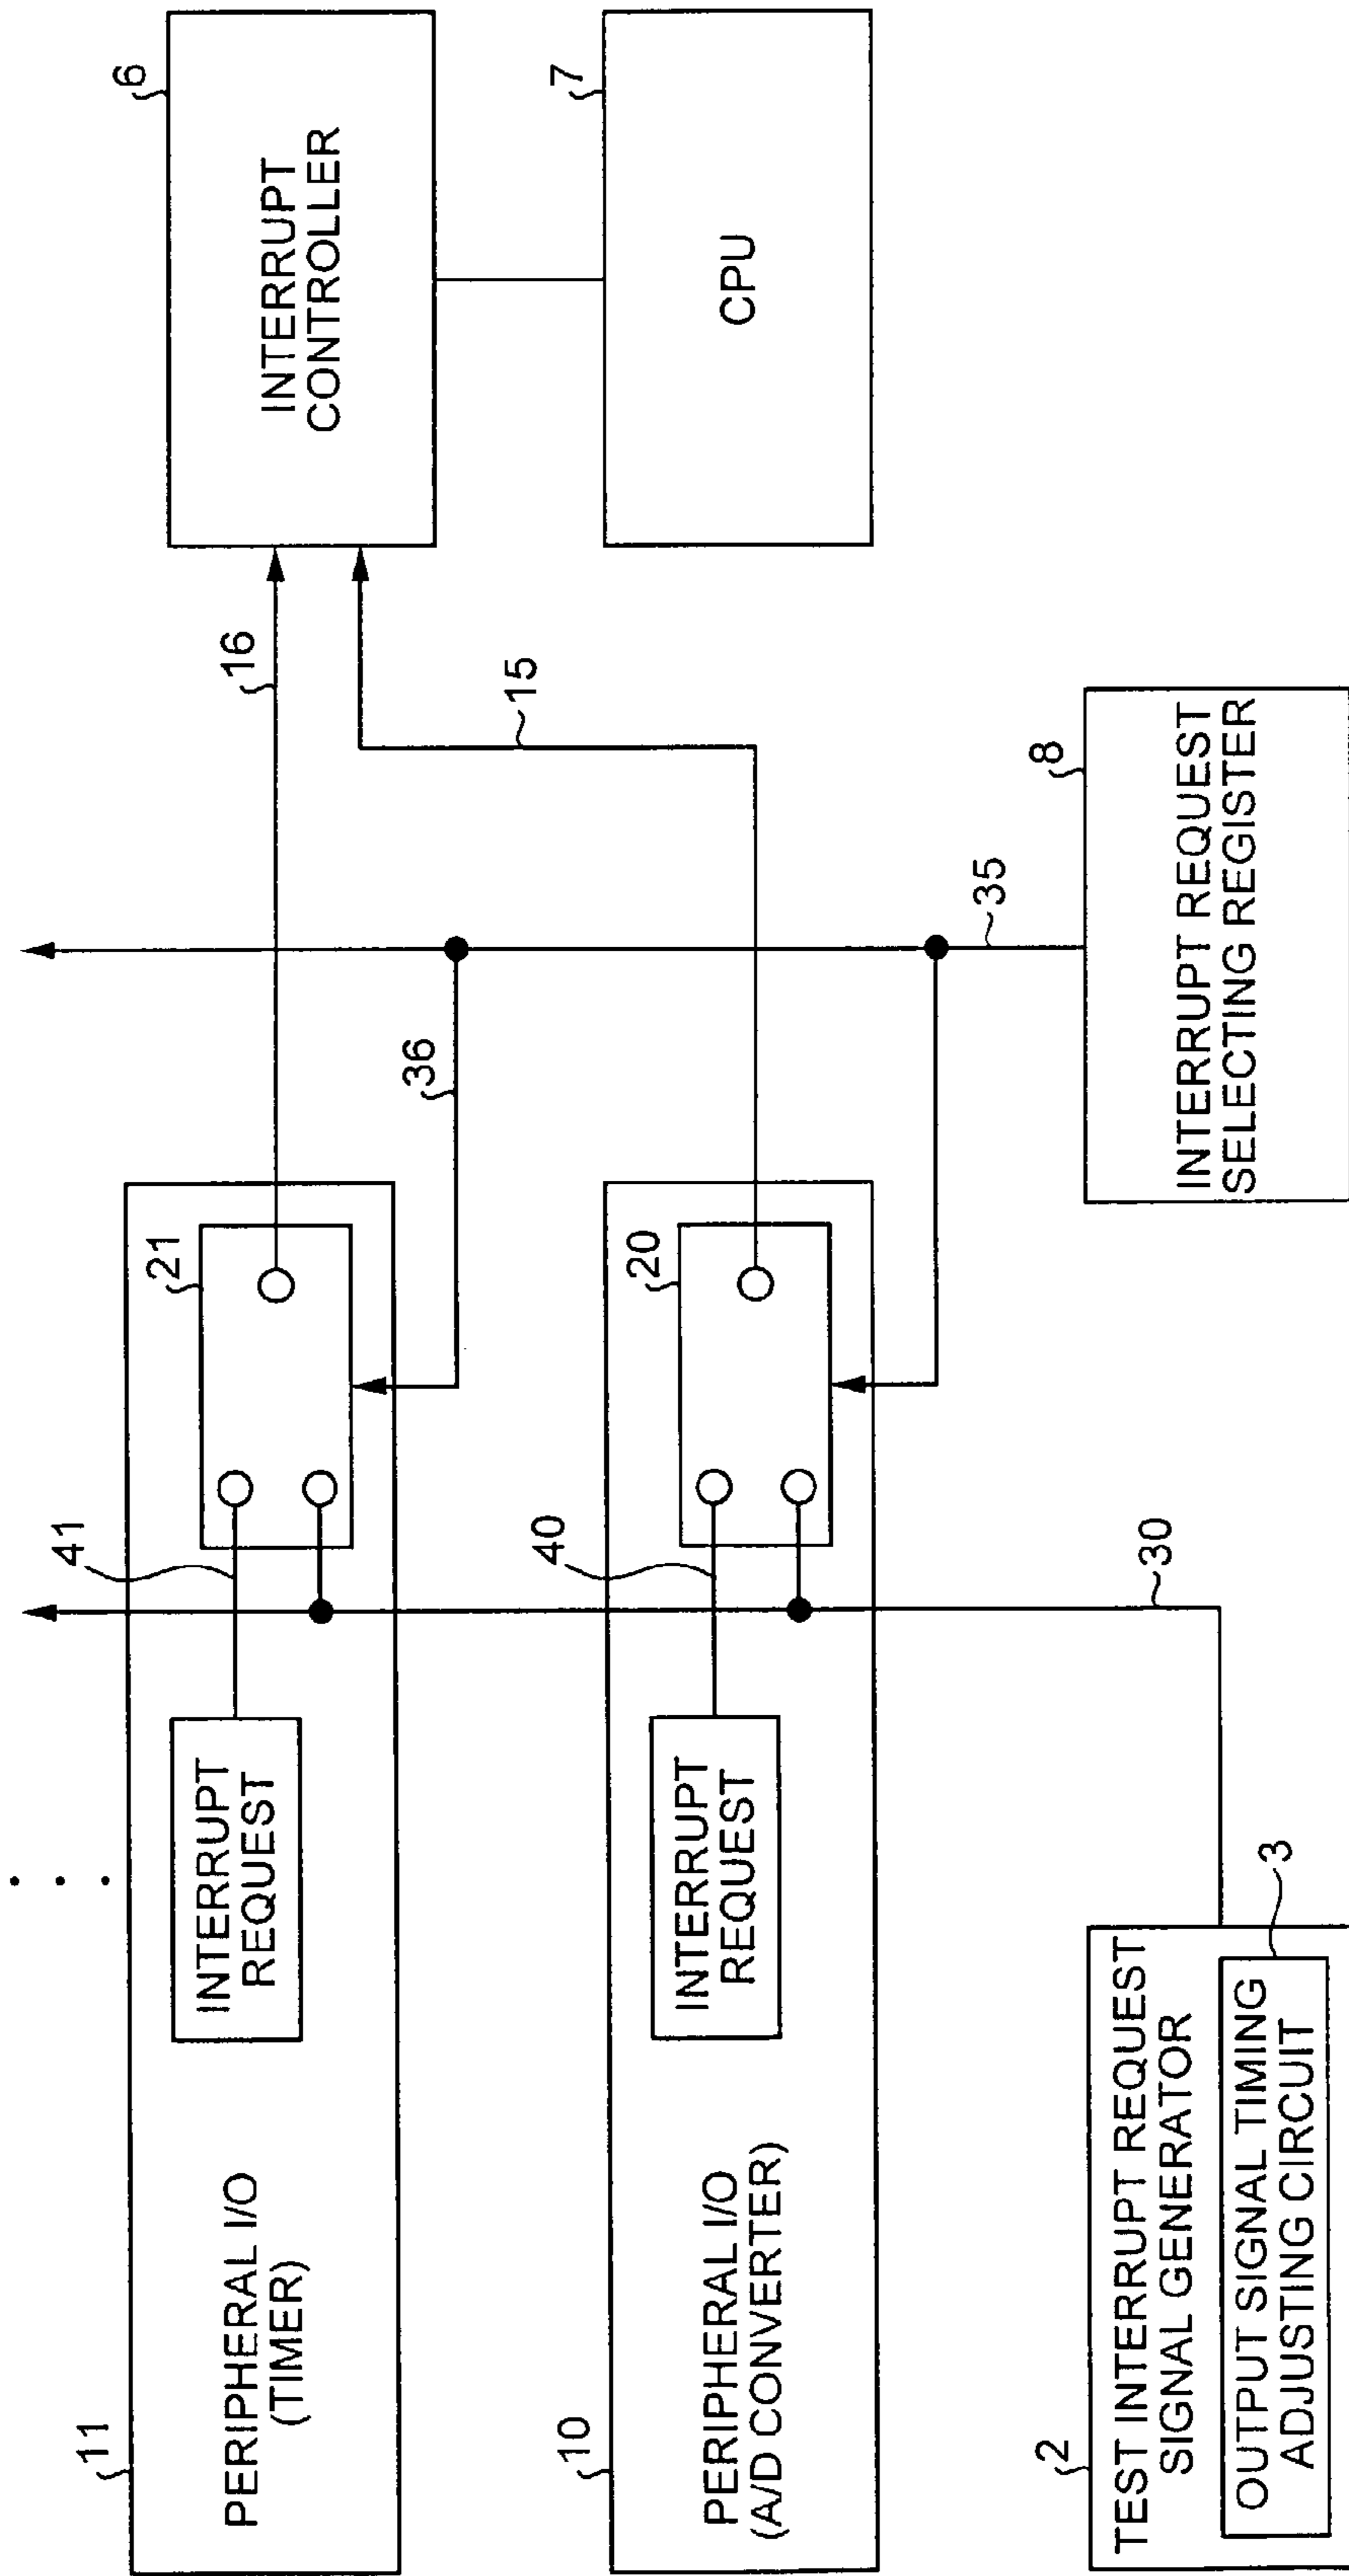 11
PERIPHERAL I/O
(TIMER)
INTERRUPT
REQUEST
41
21
16
6
INTERRUPT
CONTROLLER
36
10
PERIPHERAL I/O
(A/D CONVERTER)
INTERRUPT
REQUEST
40
20
15
7
CPU
30
35
2
TEST INTERRUPT REQUEST
SIGNAL GENERATOR
3
OUTPUT SIGNAL TIMING
ADJUSTING CIRCUIT
8
INTERRUPT REQUEST
SELECTING REGISTER